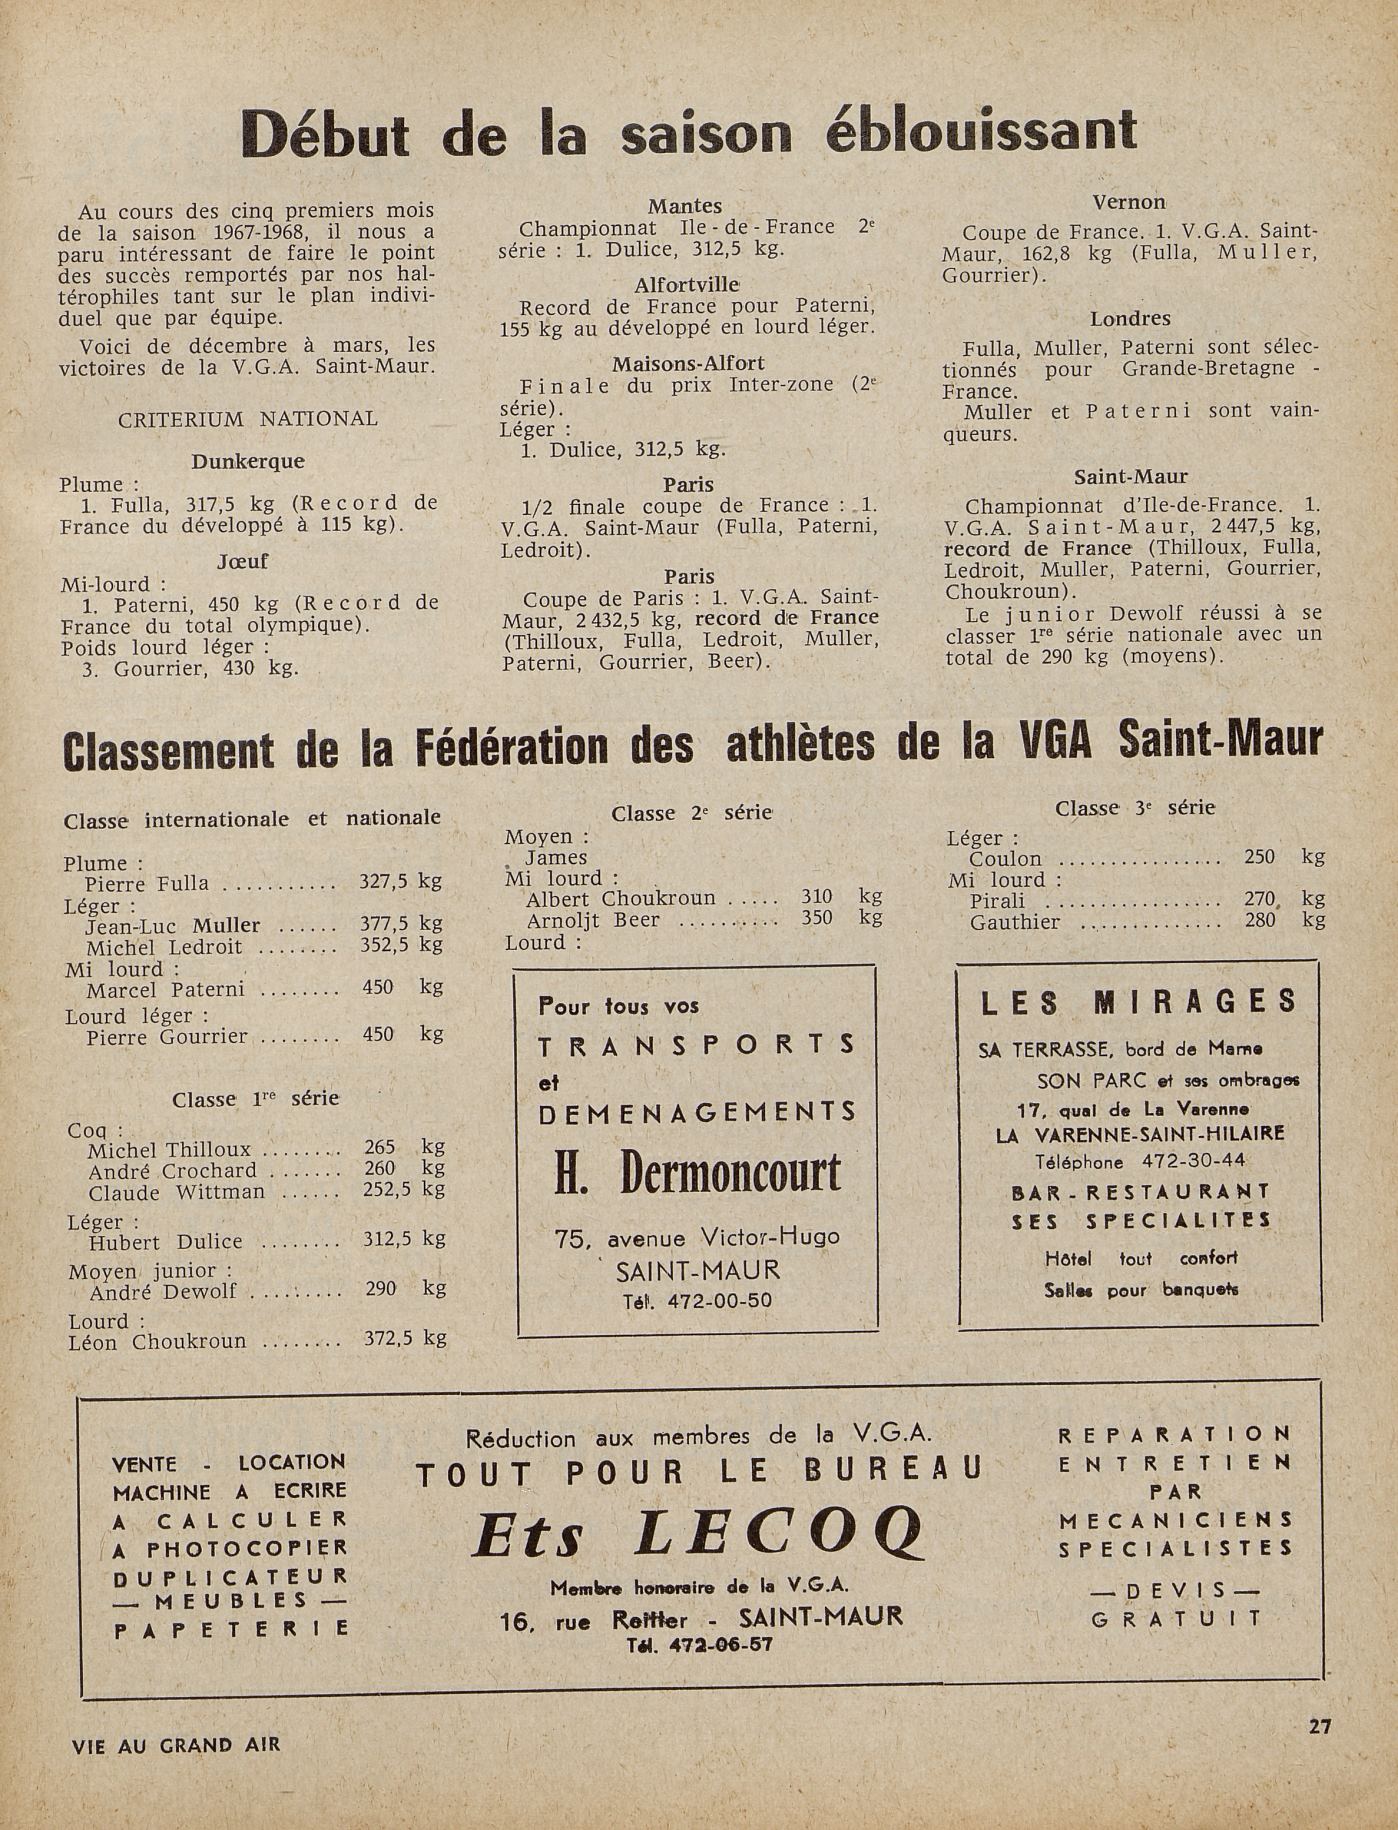 Début de la saison éblouissant
Au cours des cinq premiers mois
de la saison 1967-1968, il nous a
paru intéressant de faire le point
des succès remportés par nos hal-
térophiles tant sur le plan indivi-
duel que par équipe.
Voici de décembre à mars, les
victoires de la V.G.A. Saint-Maur.
CRITERIUM NATIONAL
Dunkerque
Plume :
1. Fulla, 317,5 kg (Record de
France du développé à 115 kg).
Jœuf
Mi-lourd :
1. Paterni, 450 kg (Record de
France du total olympique).
Poids lourd léger :
3. Gourrier, 430 kg.
Mantes
Championnat Ile-de-France 2e
série : 1. Dulice, 312,5 kg.
Alfortville
Record de France pour Paterni,
155 kg au développé en lourd léger.
Maisons-Alfort
Finale du prix Inter-zone (2e
série).
Léger :
1. Dulice, 312,5 kg.
Paris
1/2 finale coupe de France : 1.
V.G.A. Saint-Maur (Fulla, Paterni,
Ledroit).
Paris
Coupe de Paris : 1. V.G.A. Saint-
Maur, 2 432,5 kg, record de France
(Thilloux, Fulla, Ledroit, Muller,
Paterni, Gourrier, Beer).
Vernon
Coupe de France. 1. V.G.A. Saint-
Maur, 162,8 kg (Fulla, Muller,
Gourrier).
Londres
Fulla, Muller, Paterni sont sélec-
tionnés pour Grande-Bretagne -
France.
Muller et Paterni sont vain-
queurs.
Saint-Maur
Championnat d'Ile-de-France. 1.
V.G.A. Saint-Maur, 2 447,5 kg,
record de France (Thilloux, Fulla,
Ledroit, Muller, Paterni, Gourrier,
Choukroun).
Le junior Dewolf réussi à se
classer 1re série nationale avec un
total de 290 kg (moyens).
Classement de la Fédération des athlètes de la VGA Saint-Maur
Classe internationale et nationale
Plume :
Pierre Fulla ........... 327,5 kg
Léger :
Jean-Luc Muller ...... 377,5 kg
Michel Ledroit ........ 352,5 kg
Mi lourd :
Marcel Paterni ........ 450 kg
Lourd léger :
Pierre Gourrier ........ 450 kg
Classe 1re série
Coq :
Michel Thilloux ........ 265 kg
André Crochard ....... 260 kg
Claude Wittman ...... 252,5 kg
Léger :
Hubert Dulice ........ 312,5 kg
Moyen junior :
André Dewolf ......... 290 kg
Lourd :
Léon Choukroun ........ 372,5 kg
Classe 2e série
Moyen :
James
Mi lourd :
Albert Choukroun ..... 310 kg
Arnoljt Beer .......... 350 kg
Lourd :
Classe 3e série
Léger :
Coulon ................ 250 kg
Mi lourd :
Pirali ................. 270 kg
Gauthier .............. 280 kg
Pour tous vos
TRANSPORTS
et
DEMENAGEMENTS
H. Dermoncourt
75, avenue Victor-Hugo
SAINT-MAUR
Tél. 472-00-50
LES MIRAGES
SA TERRASSE, bord de Marne
SON PARC et ses ombrages
17, quai de La Varenne
LA VARENNE-SAINT-HILAIRE
Téléphone 472-30-44
BAR-RESTAURANT
SES SPECIALITES
Hôtel tout confort
Salles pour banquets
VENTE - LOCATION
MACHINE A ECRIRE
A CALCULER
A PHOTOCOPIER
DUPLICATEUR
— MEUBLES —
PAPETERIE
Réduction aux membres de la V.G.A.
TOUT POUR LE BUREAU
Ets LECOQ
Membre honoraire de la V.G.A.
16, rue Reitter - SAINT-MAUR
Tél. 472-06-57
REPARATION
ENTRETIEN
PAR
MECANICIENS
SPECIALISTES
— DEVIS —
GRATUIT
VIE AU GRAND AIR
27